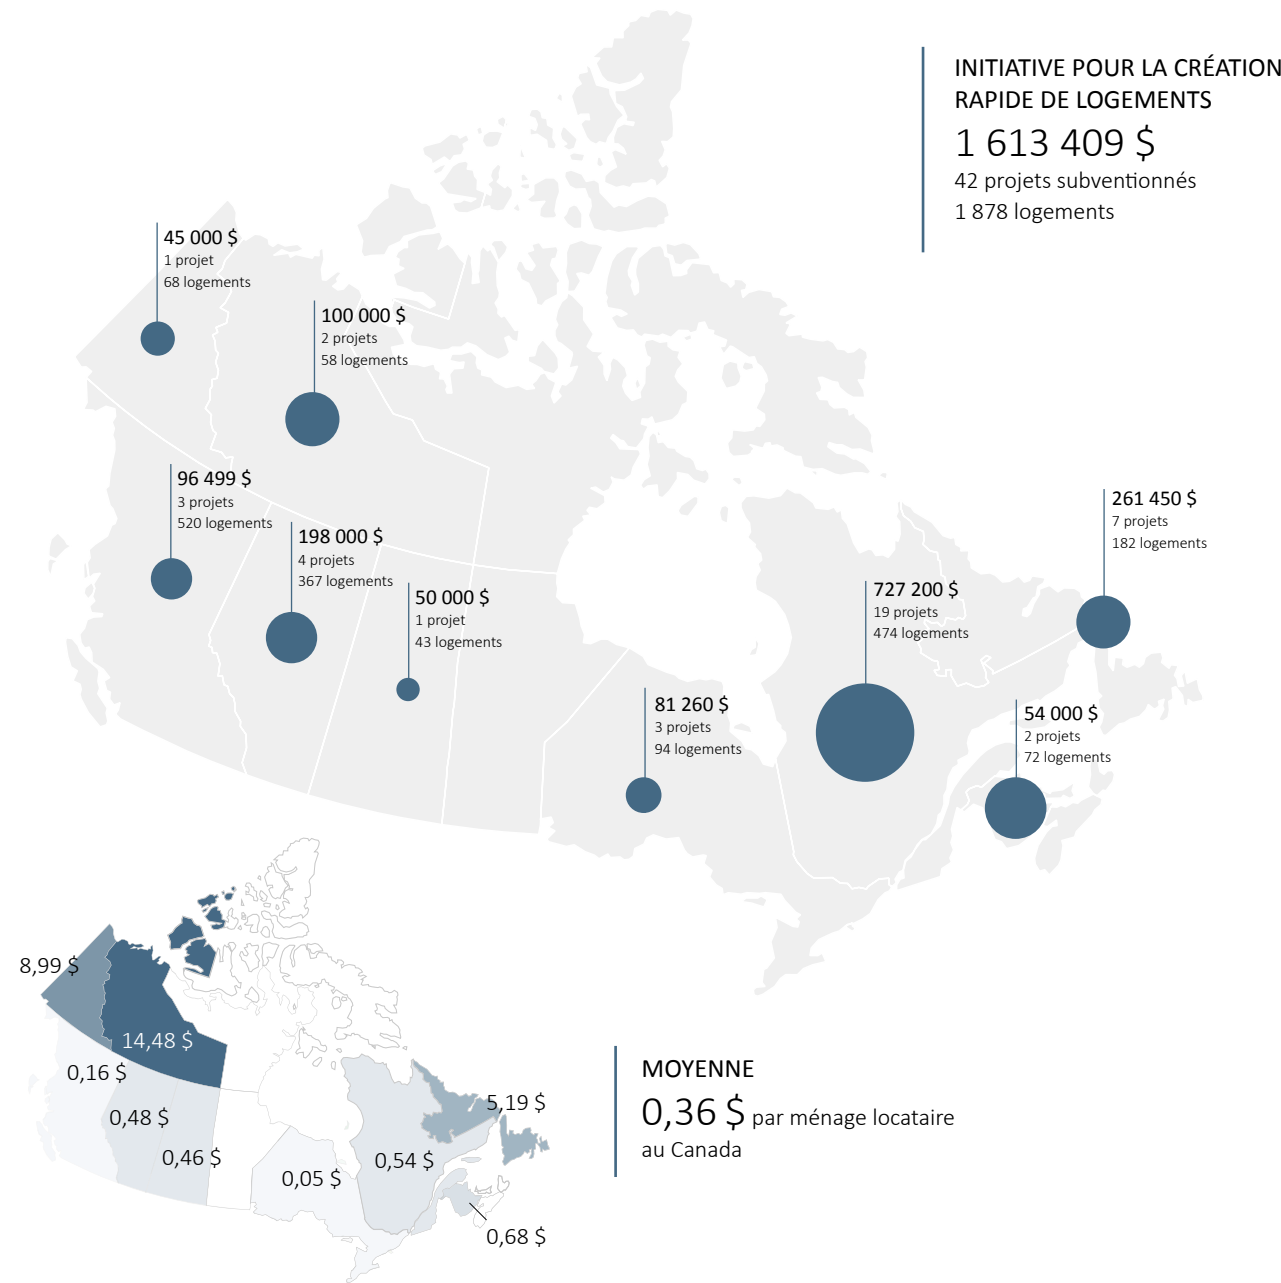 INITIATIVE POUR LA CRÉATION
RAPIDE DE LOGEMENTS
1 613 409 $
42 projets subventionnés
1 878 logements
45 000 $
1 projet
68 logements
100 000 $
2 projets
58 logements
96 499 $
3 projets
520 logements
198 000 $
4 projets
367 logements
50 000 $
1 projet
43 logements
81 260 $
3 projets
94 logements
727 200 $
19 projets
474 logements
261 450 $
7 projets
182 logements
54 000 $
2 projets
72 logements
8,99 $
14,48 $
0,16 $
0,48 $
0,46 $
0,05 $
0,54 $
5,19 $
0,68 $
MOYENNE
0,36 $ par ménage locataire
au Canada